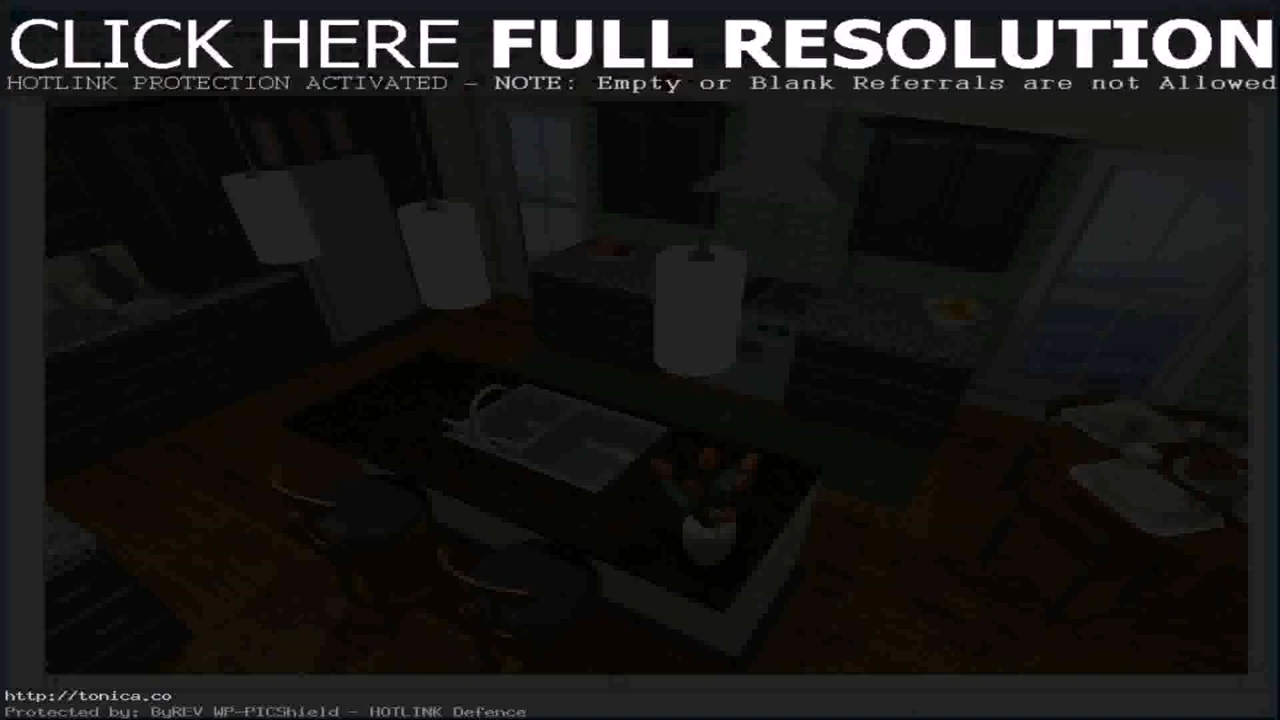 CLICK HERE FULL RESOLUTION
HOTLINK PROTECTION ACTIVATED - NOTE: Empty or Blank Referrals are not Allowed
http://tonica.co
Protected by: ByREV WP-PICShield - HOTLINK Defence